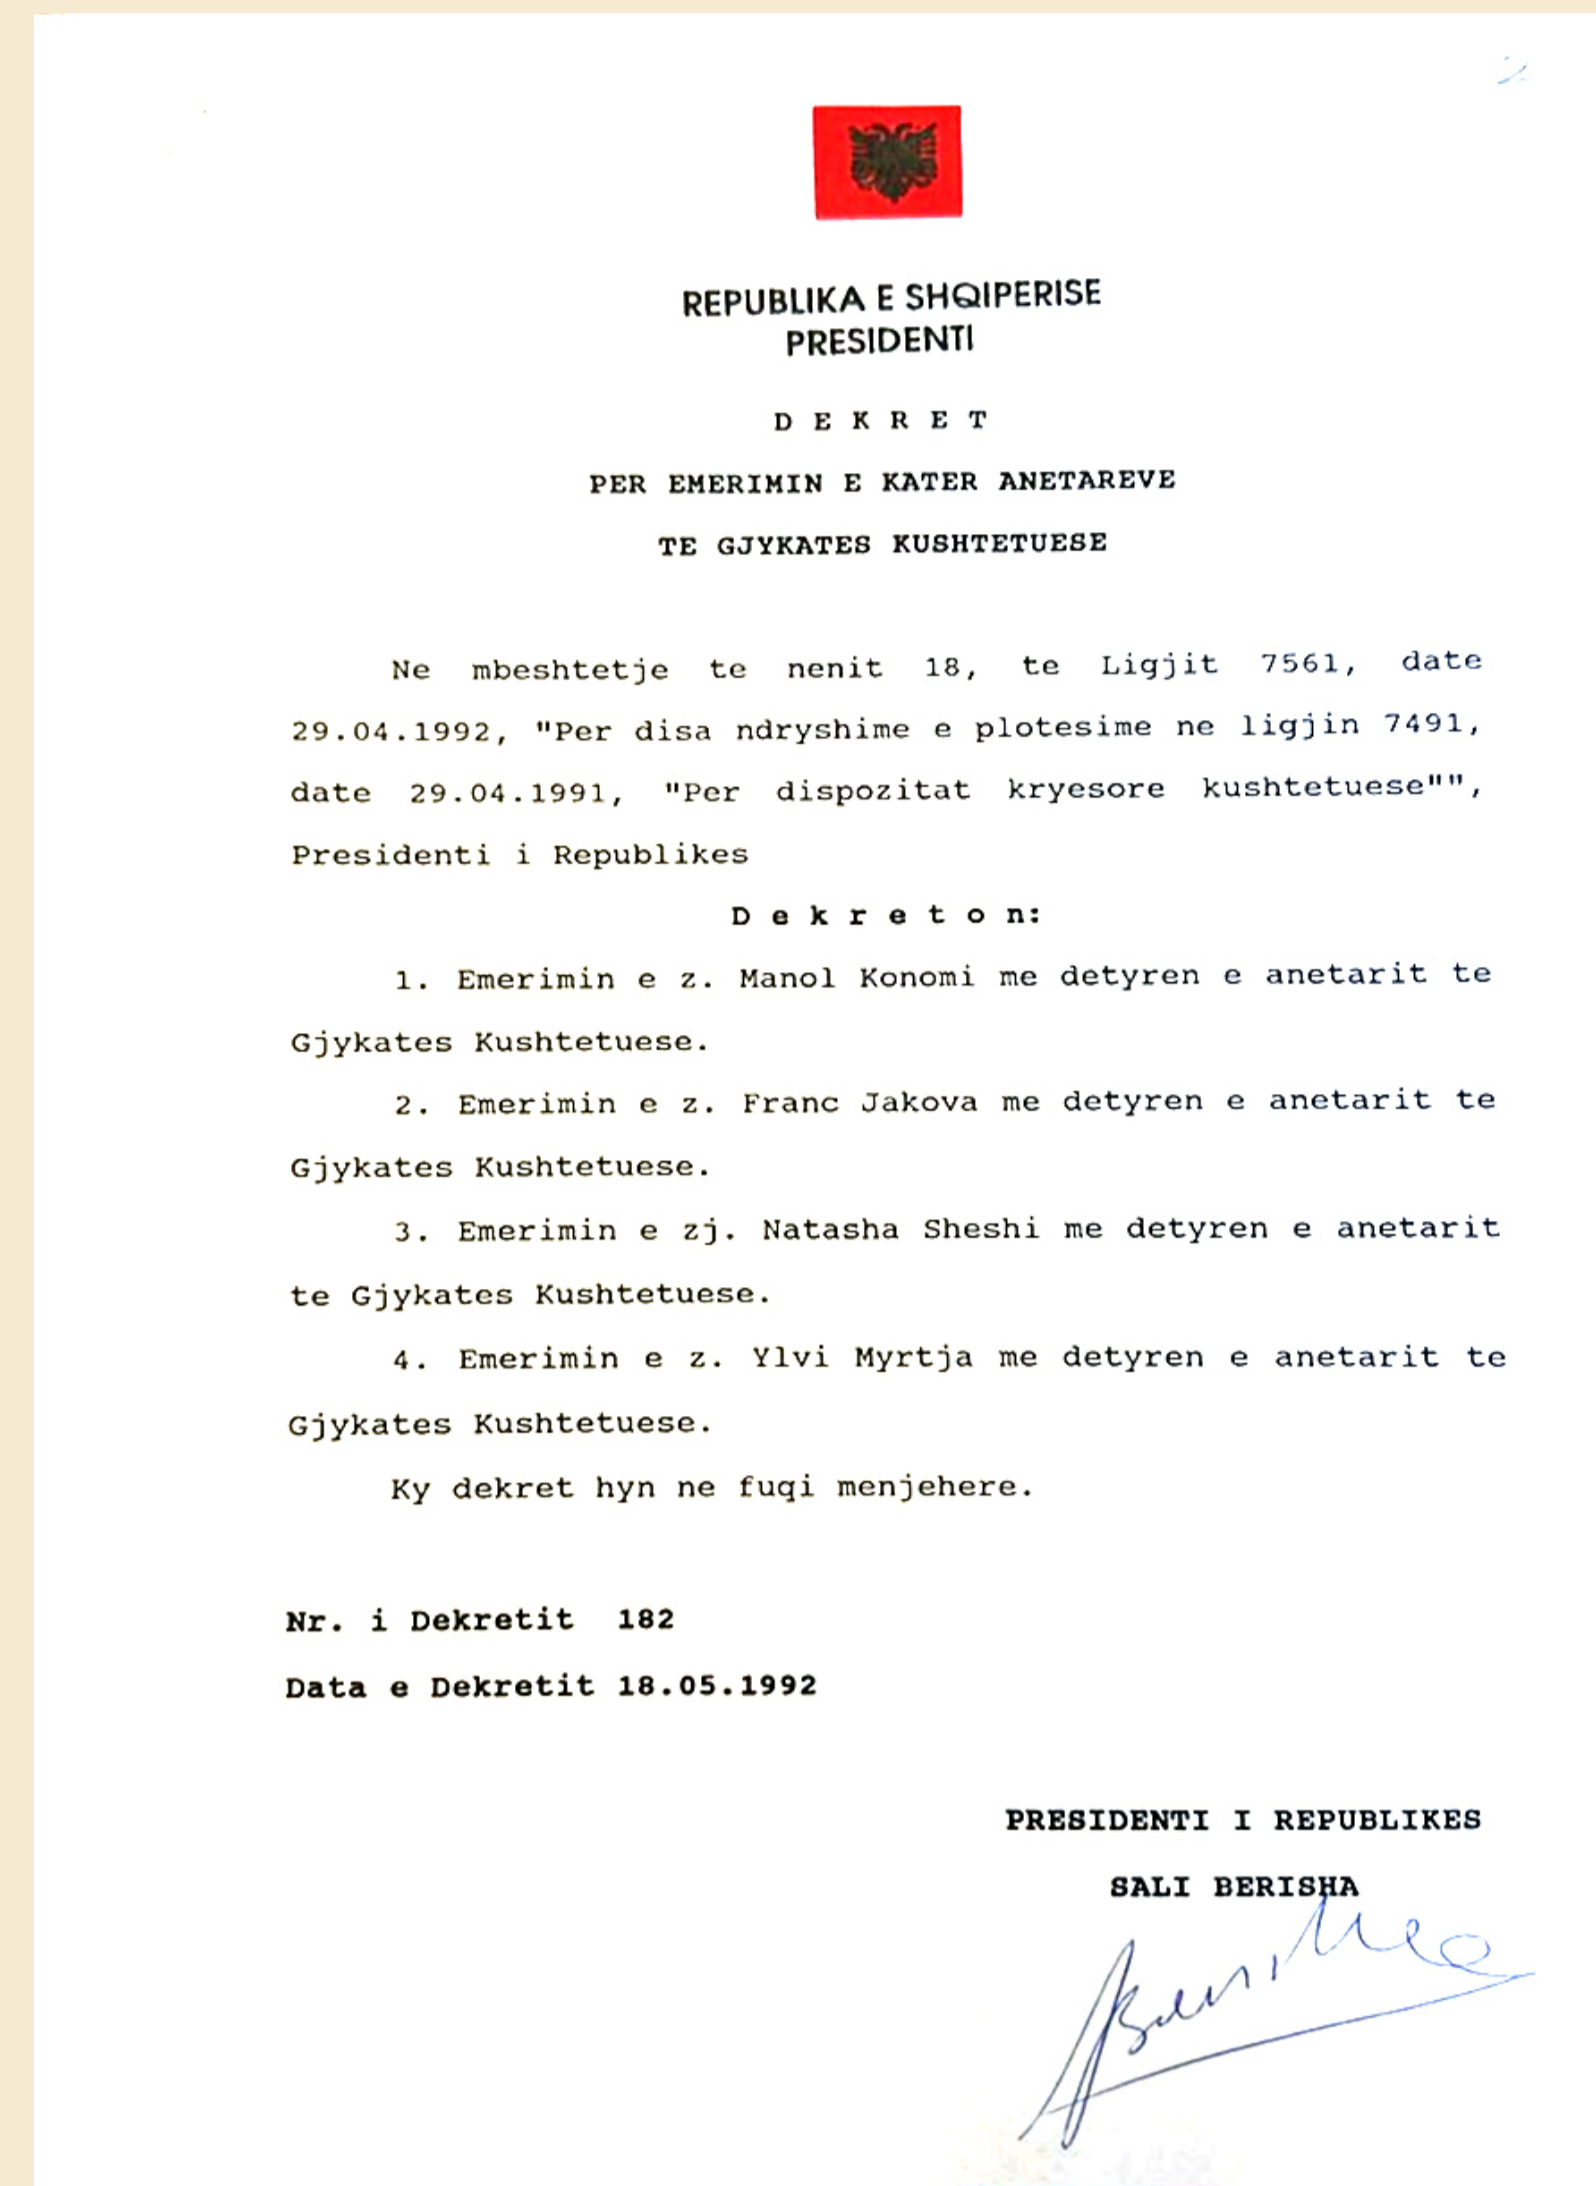 2
REPUBLIKA E SHQIPERISE
PRESIDENTI
D E K R E T
PER EMERIMIN E KATER ANETAREVE
TE GJYKATES KUSHTETUESE
Ne mbeshtetje te nenit 18, te Ligjit 7561, date
29.04.1992, "Per disa ndryshime e plotesime ne ligjin 7491,
date 29.04.1991, "Per dispozitat kryesore kushtetuese"",
Presidenti i Republikes
D e k r e t o n:
1. Emerimin e z. Manol Konomi me detyren e anetarit te
Gjykates Kushtetuese.
2. Emerimin e z. Franc Jakova me detyren e anetarit te
Gjykates Kushtetuese.
3. Emerimin e zj. Natasha Sheshi me detyren e anetarit
te Gjykates Kushtetuese.
4. Emerimin e z. Ylvi Myrtja me detyren e anetarit te
Gjykates Kushtetuese.
Ky dekret hyn ne fuqi menjehere.
Nr. i Dekretit 182
Data e Dekretit 18.05.1992
PRESIDENTI I REPUBLIKES
SALI BERISHA
Berisha